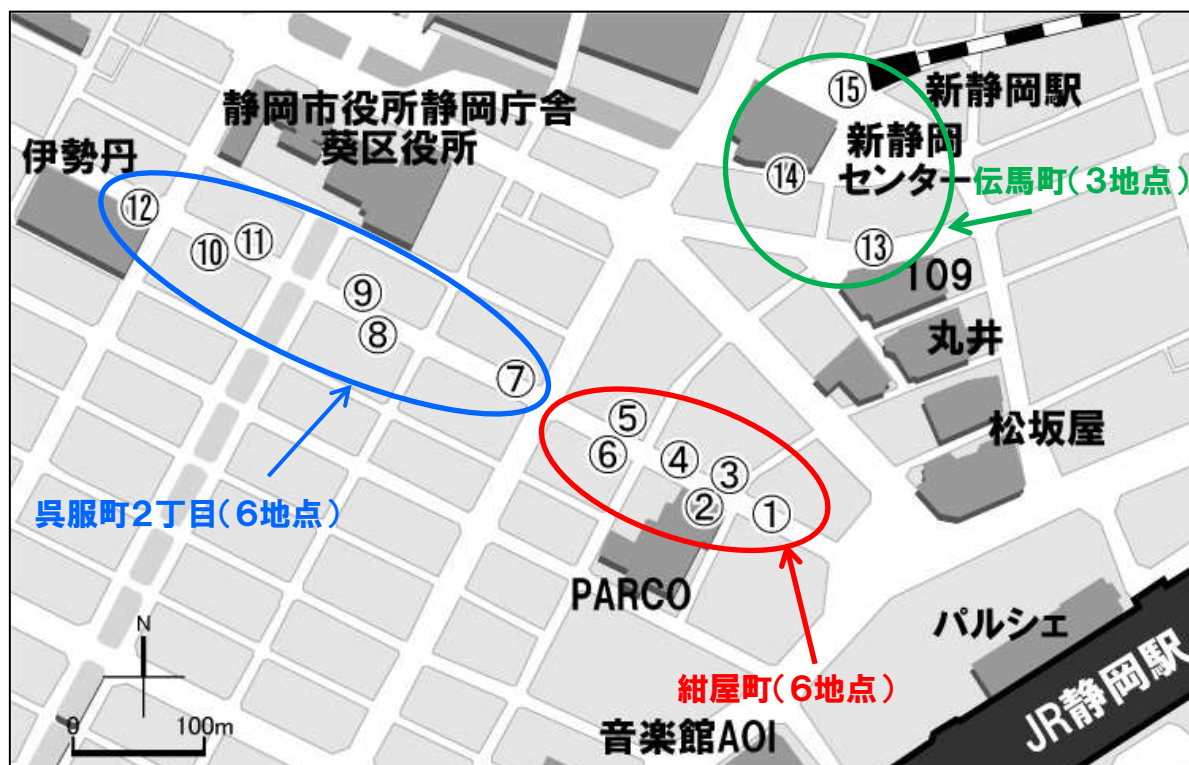 ⑮
新静岡駅
静岡市役所静岡庁舎
葵区役所
伊勢丹
新静岡
センター
伝馬町(3地点)
⑭
⑫
⑩
⑪
⑬
109
⑨
⑧
丸井
⑦
⑤
⑥
④
③
②
①
松坂屋
呉服町2丁目(6地点)
PARCO
パルシェ
N
紺屋町(6地点)
JR静岡駅
0 100m
音楽館AOI